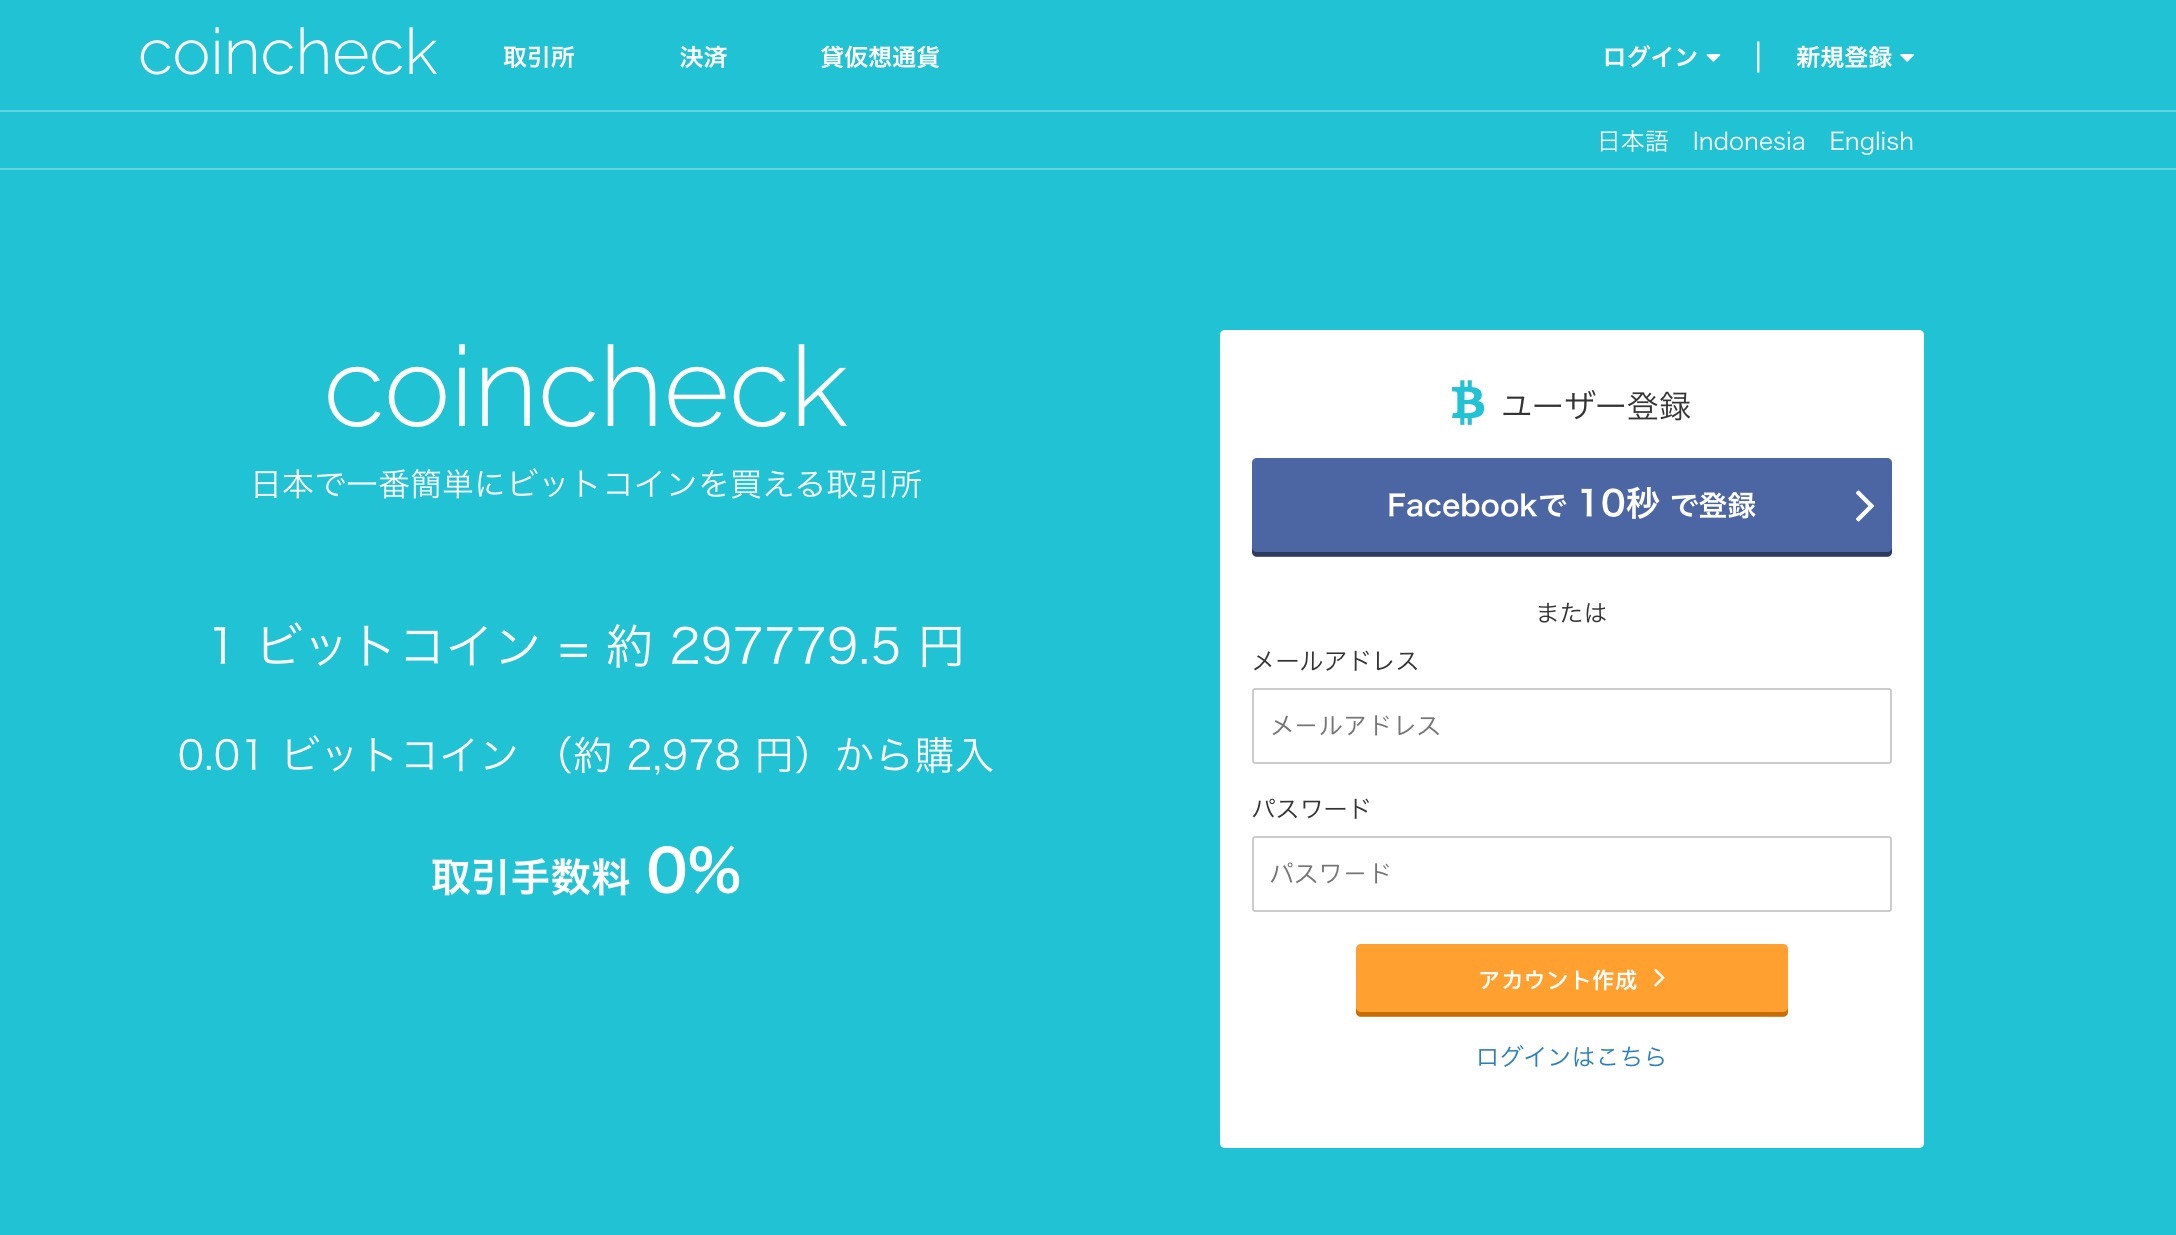 coincheck 取引所 決済 貸仮想通貨 ログイン 新規登録
日本語 Indonesia English
coincheck
日本で一番簡単にビットコインを買える取引所
1 ビットコイン = 約 297779.5 円
0.01 ビットコイン （約 2,978 円）から購入
取引手数料 0%
ユーザー登録
Facebookで 10秒 で登録
または
メールアドレス
メールアドレス
パスワード
パスワード
アカウント作成
ログインはこちら